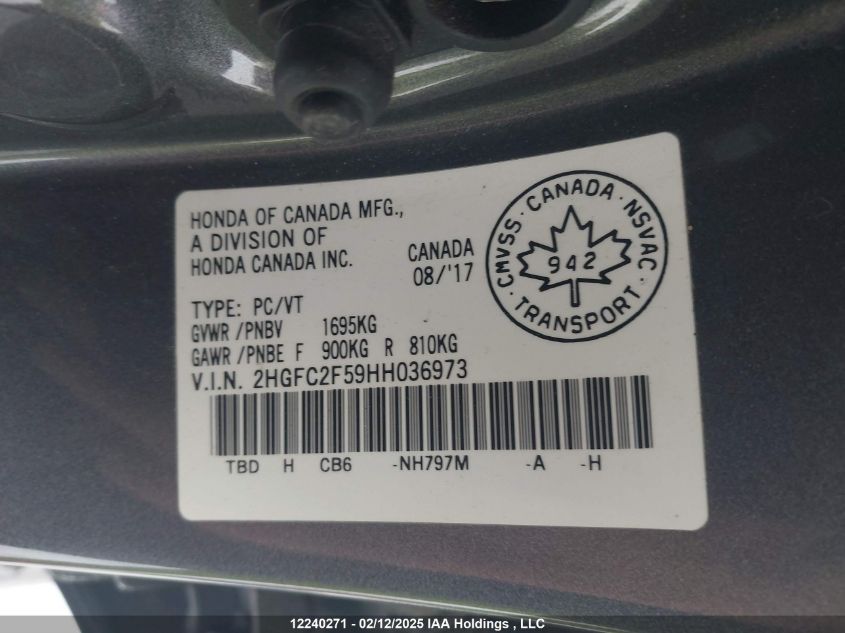 HONDA OF CANADA MFG.,
A DIVISION OF
HONDA CANADA INC.
CANADA
08/'17
CMVSS · CANADA · NSVAC
942
· TRANSPORT ·
TYPE: PC/VT
GVWR /PNBV 1695KG
GAWR /PNBE F 900KG R 810KG
V.I.N. 2HGFC2F59HH036973
TBD H CB6 -NH797M -A -H
12240271 - 02/12/2025 IAA Holdings , LLC